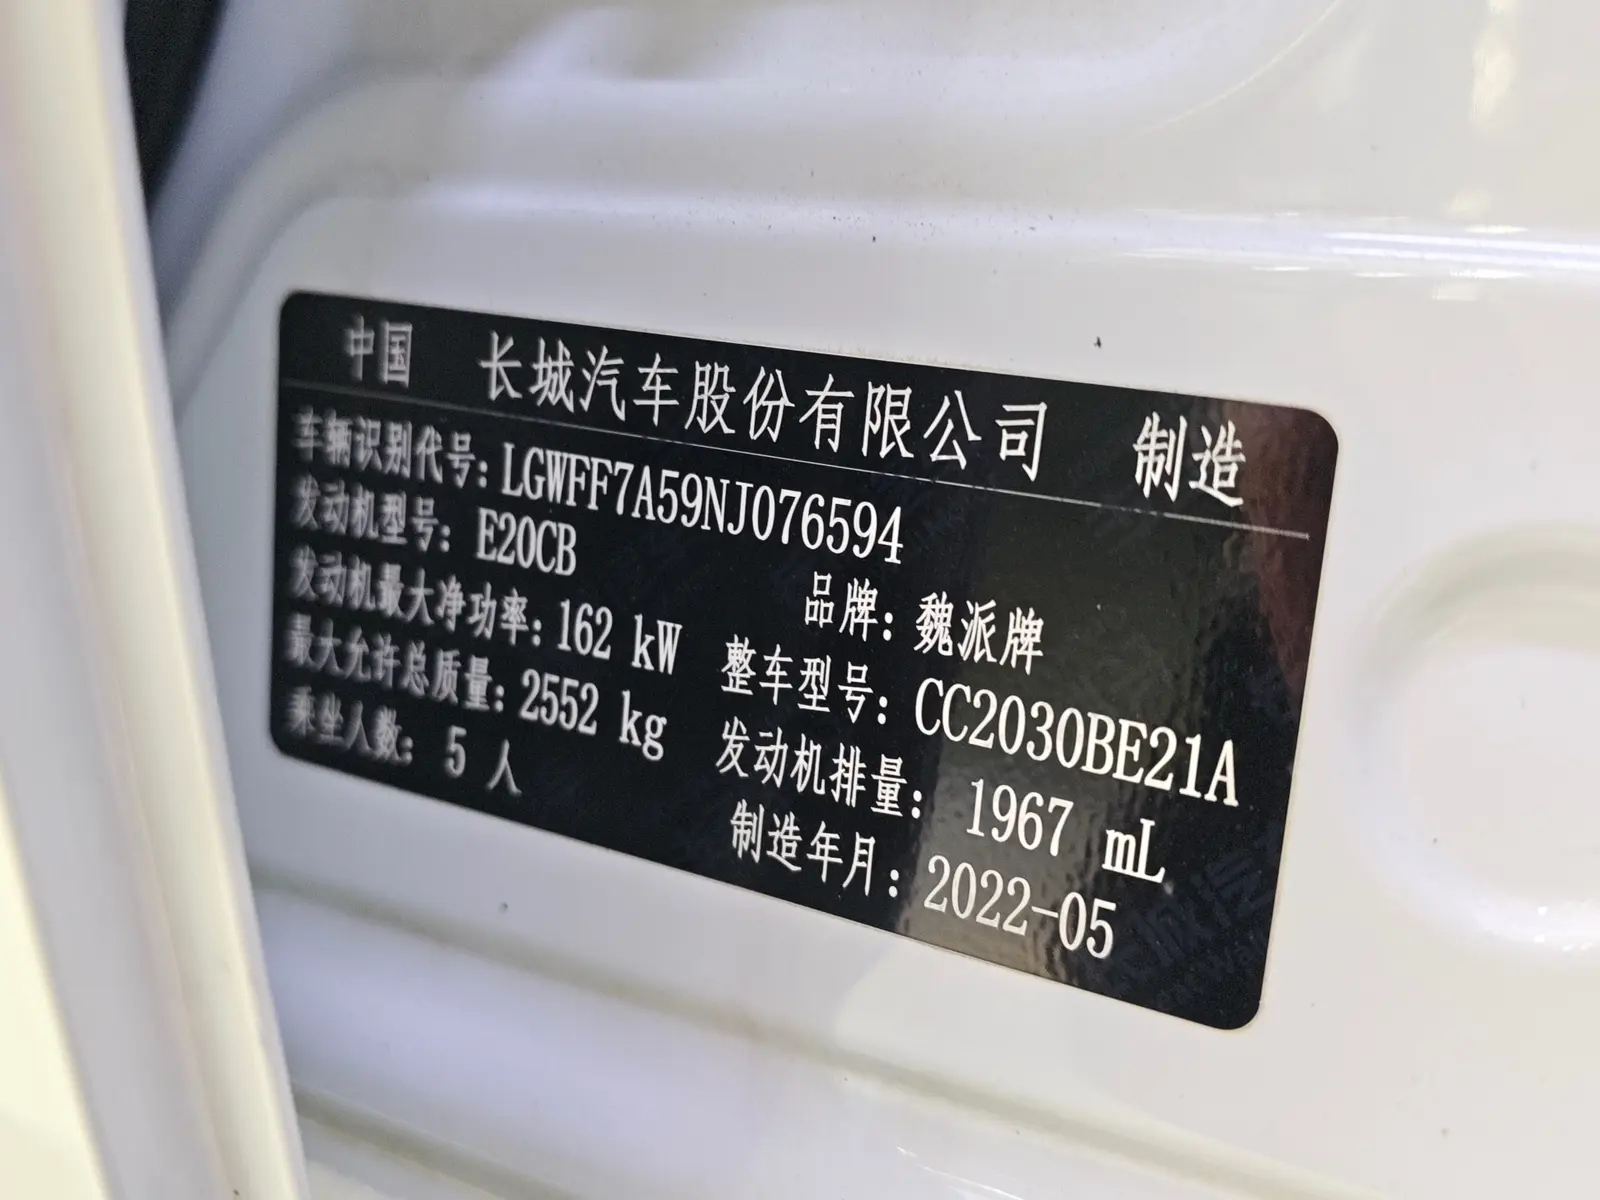 中国 长城汽车股份有限公司 制造
车辆识别代号: LGWFF7A59NJ076594
发动机型号: E20CB 品牌: 魏派牌
发动机最大净功率: 162 kW 整车型号: CC2030BE21A
最大允许总质量: 2552 kg 发动机排量: 1967 mL
乘坐人数: 5 人 制造年月: 2022-05